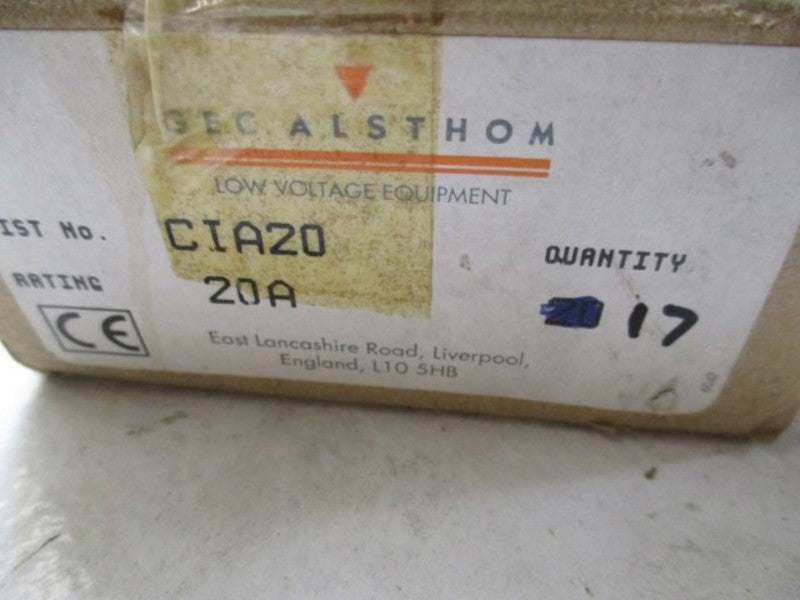 GEC ALSTHOM
LOW VOLTAGE EQUIPMENT
IST No. CIA20
RATING 20A
QUANTITY
17
CE
East Lancashire Road, Liverpool,
England, L10 5HB